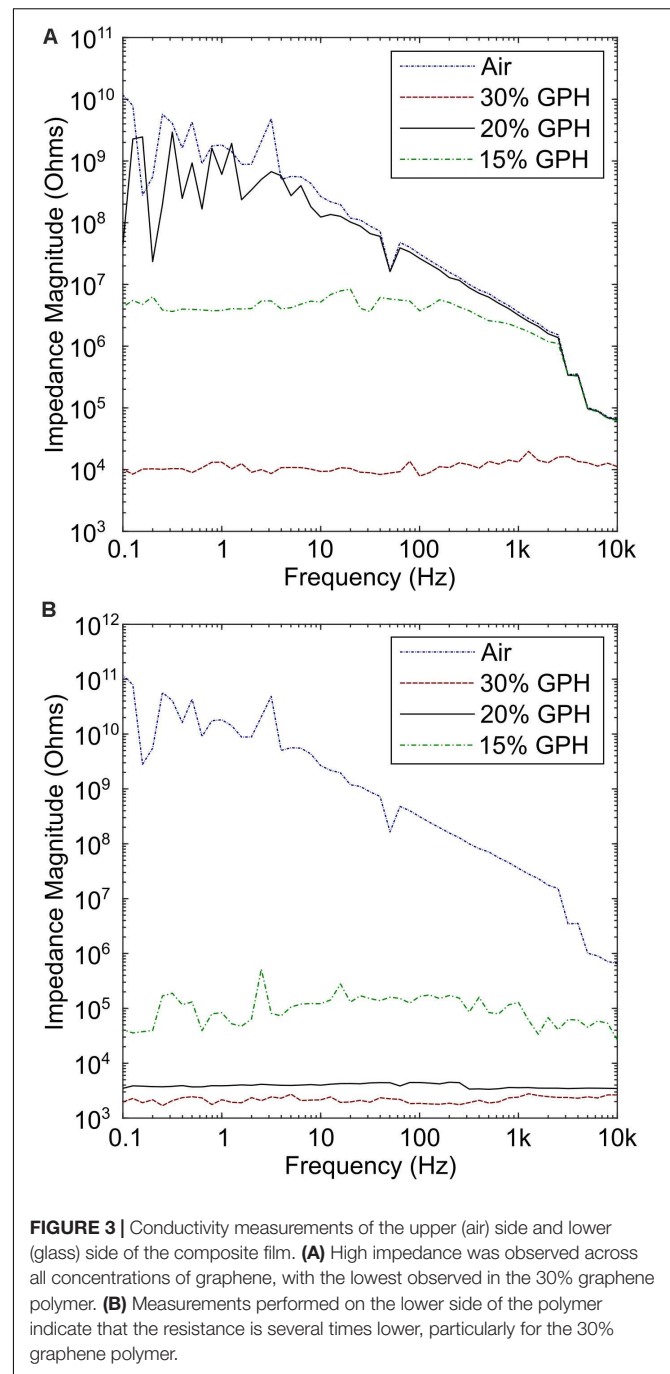 A
10^11
10^10
10^9
10^8
10^7
10^6
10^5
10^4
10^3
Impedance Magnitude (Ohms)
Air
30% GPH
20% GPH
15% GPH
0.1 1 10 100 1k 10k
Frequency (Hz)
B
10^12
10^11
10^10
10^9
10^8
10^7
10^6
10^5
10^4
10^3
Impedance Magnitude (Ohms)
Air
30% GPH
20% GPH
15% GPH
0.1 1 10 100 1k 10k
Frequency (Hz)
FIGURE 3 | Conductivity measurements of the upper (air) side and lower
(glass) side of the composite film. (A) High impedance was observed across
all concentrations of graphene, with the lowest observed in the 30% graphene
polymer. (B) Measurements performed on the lower side of the polymer
indicate that the resistance is several times lower, particularly for the 30%
graphene polymer.